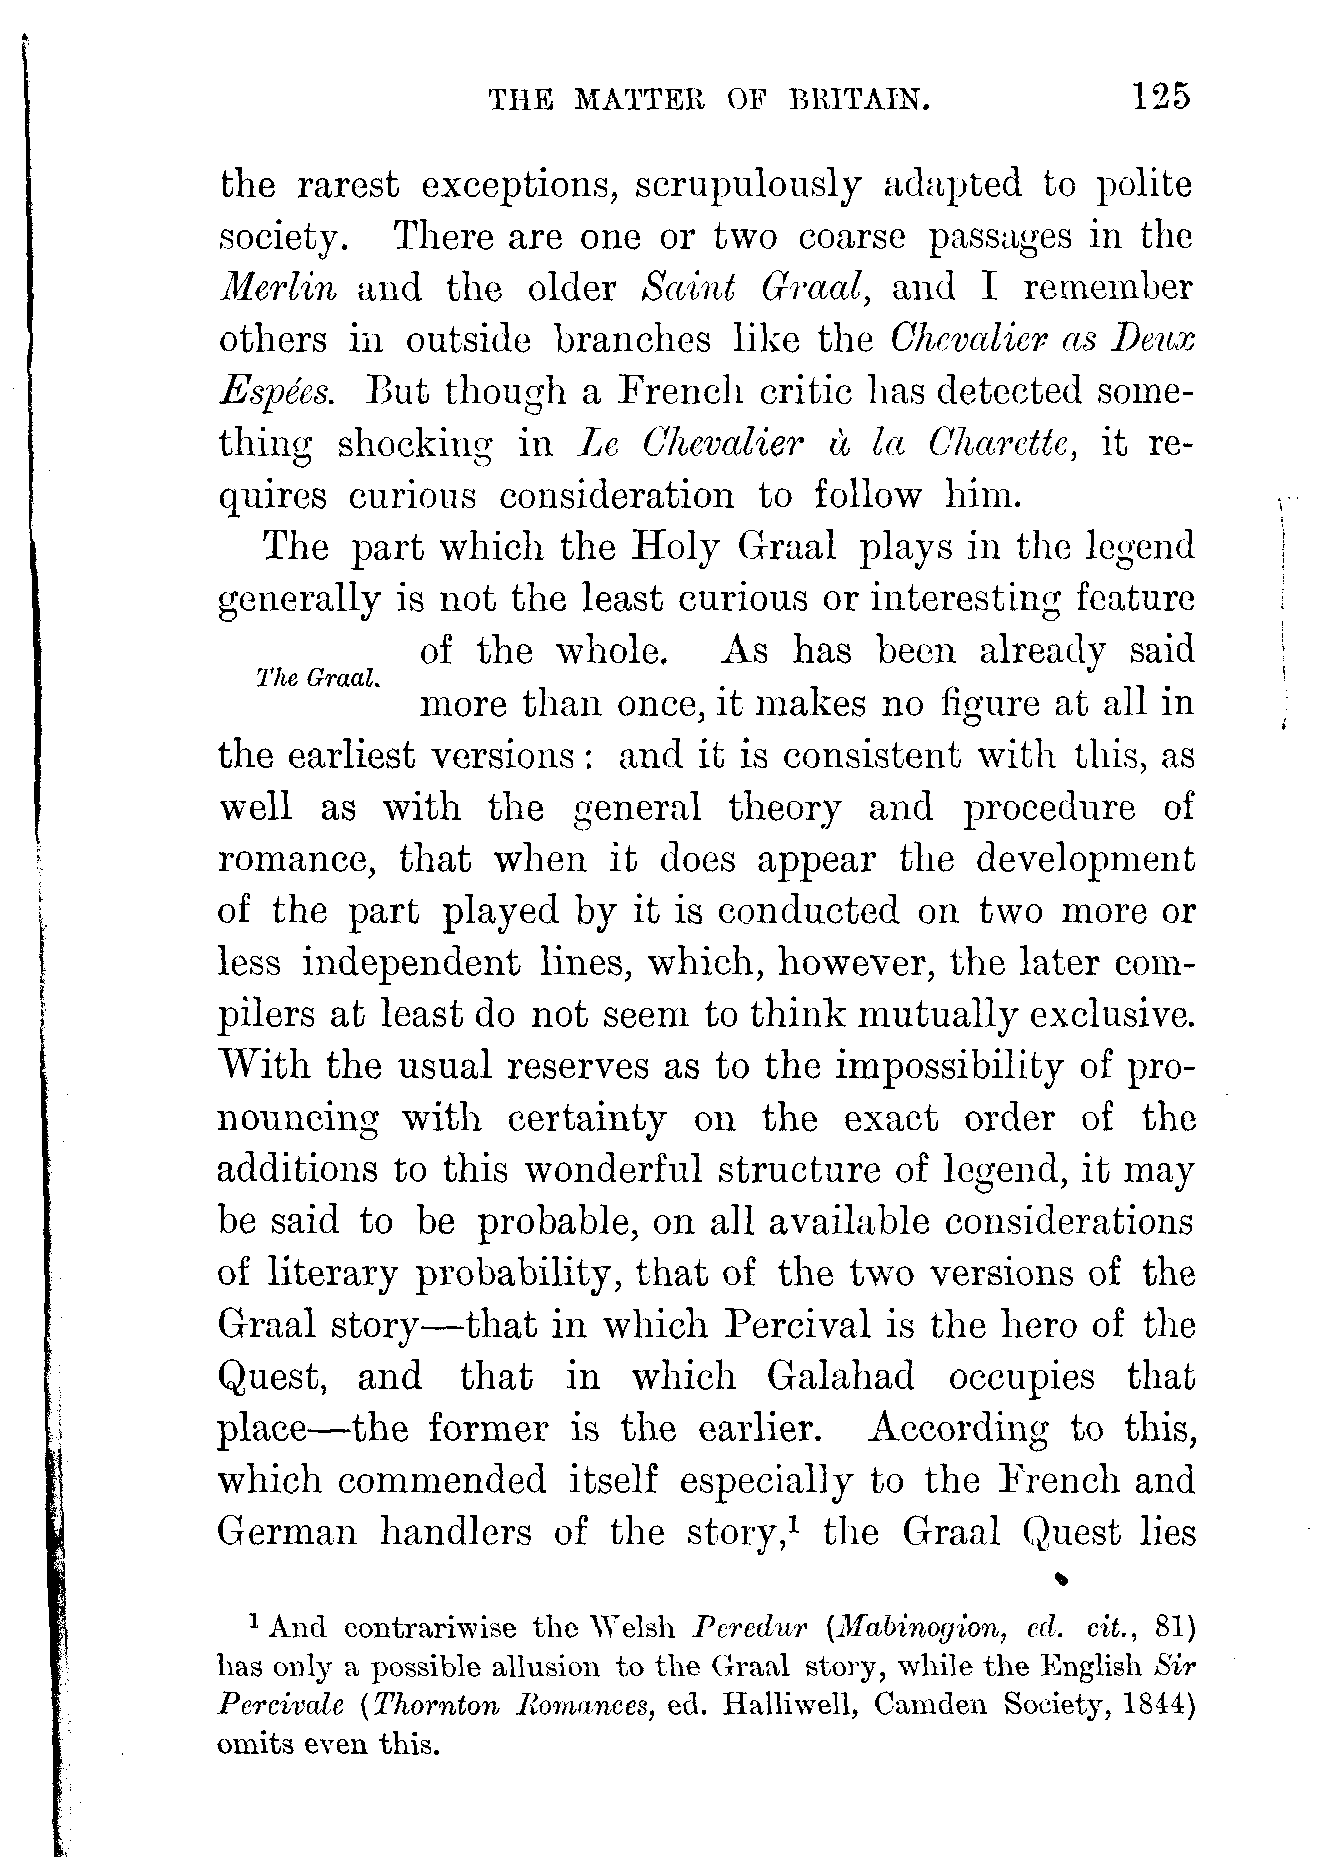 THE MATTER OF BRITAIN. 125
the rarest exceptions, scrupulously adapted to polite
society. There are one or two coarse passages in the
Merlin and the older Saint Graal, and I remember
others in outside branches like the Chevalier as Deux
Espées. But though a French critic has detected some-
thing shocking in Le Chevalier à la Charette, it re-
quires curious consideration to follow him.
The part which the Holy Graal plays in the legend
generally is not the least curious or interesting feature
of the whole. As has been already said
The Graal.
more than once, it makes no figure at all in
the earliest versions: and it is consistent with this, as
well as with the general theory and procedure of
romance, that when it does appear the development
of the part played by it is conducted on two more or
less independent lines, which, however, the later com-
pilers at least do not seem to think mutually exclusive.
With the usual reserves as to the impossibility of pro-
nouncing with certainty on the exact order of the
additions to this wonderful structure of legend, it may
be said to be probable, on all available considerations
of literary probability, that of the two versions of the
Graal story—that in which Percival is the hero of the
Quest, and that in which Galahad occupies that
place—the former is the earlier. According to this,
which commended itself especially to the French and
German handlers of the story,¹ the Graal Quest lies
¹ And contrariwise the Welsh Peredur (Mabinogion, ed. cit., 81)
has only a possible allusion to the Graal story, while the English Sir
Percivale (Thornton Romances, ed. Halliwell, Camden Society, 1844)
omits even this.